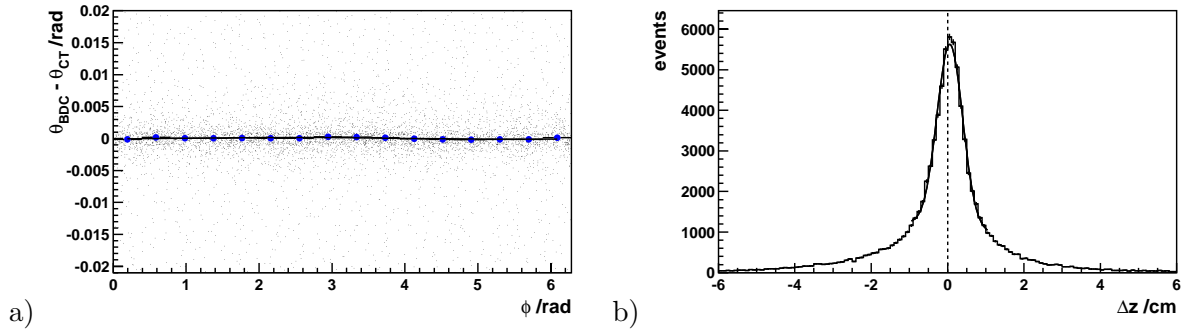 θBDC - θCT /rad
0.02
0.015
0.01
0.005
0
-0.005
-0.01
-0.015
-0.02
0 1 2 3 4 5 6
ϕ /rad
a)
events
6000
5000
4000
3000
2000
1000
0
-6 -4 -2 0 2 4 6
Δz /cm
b)